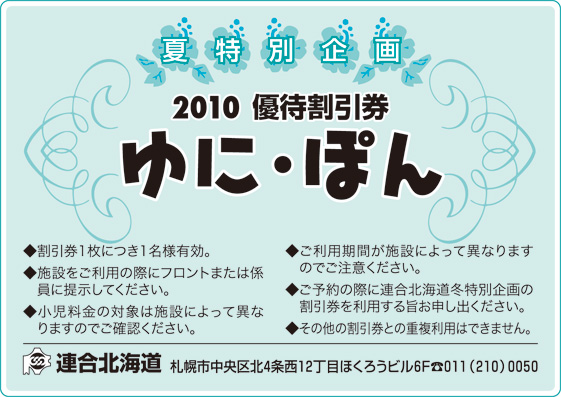 夏特別企画
2010 優待割引券
ゆに・ぽん
◆割引券1枚につき1名様有効。
◆施設をご利用の際にフロントまたは係
員に提示してください。
◆小児料金の対象は施設によって異な
りますのでご確認ください。
◆ご利用期間が施設によって異なります
のでご注意ください。
◆ご予約の際に連合北海道冬特別企画の
割引券を利用する旨お申し出ください。
◆その他の割引券との重複利用はできません。
連合北海道 札幌市中央区北4条西12丁目ほくろうビル6F☎011(210)0050